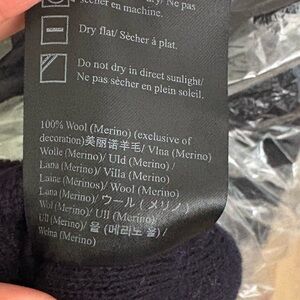 sécher en machine.
Dry flat/ Sècher à plat.
Do not dry in direct sunlight/
Ne pas sècher en plein soleil.
100% Wool (Merino) (exclusive of
decoration)/美丽诺羊毛/ Vlna (Merino)/
Wolle (Merino)/ Uld (Merino)/
Lana (Merino)/ Villa (Merino)/
Laine (Mérinos)/ Wool (Merino)/
Lana (Merino)/ ウール ( メリノ )
Wol (Merino)/ Ull (Merino)/
Ull (Merino)/ 울 (메리노 울)/
Wełna (Merino)